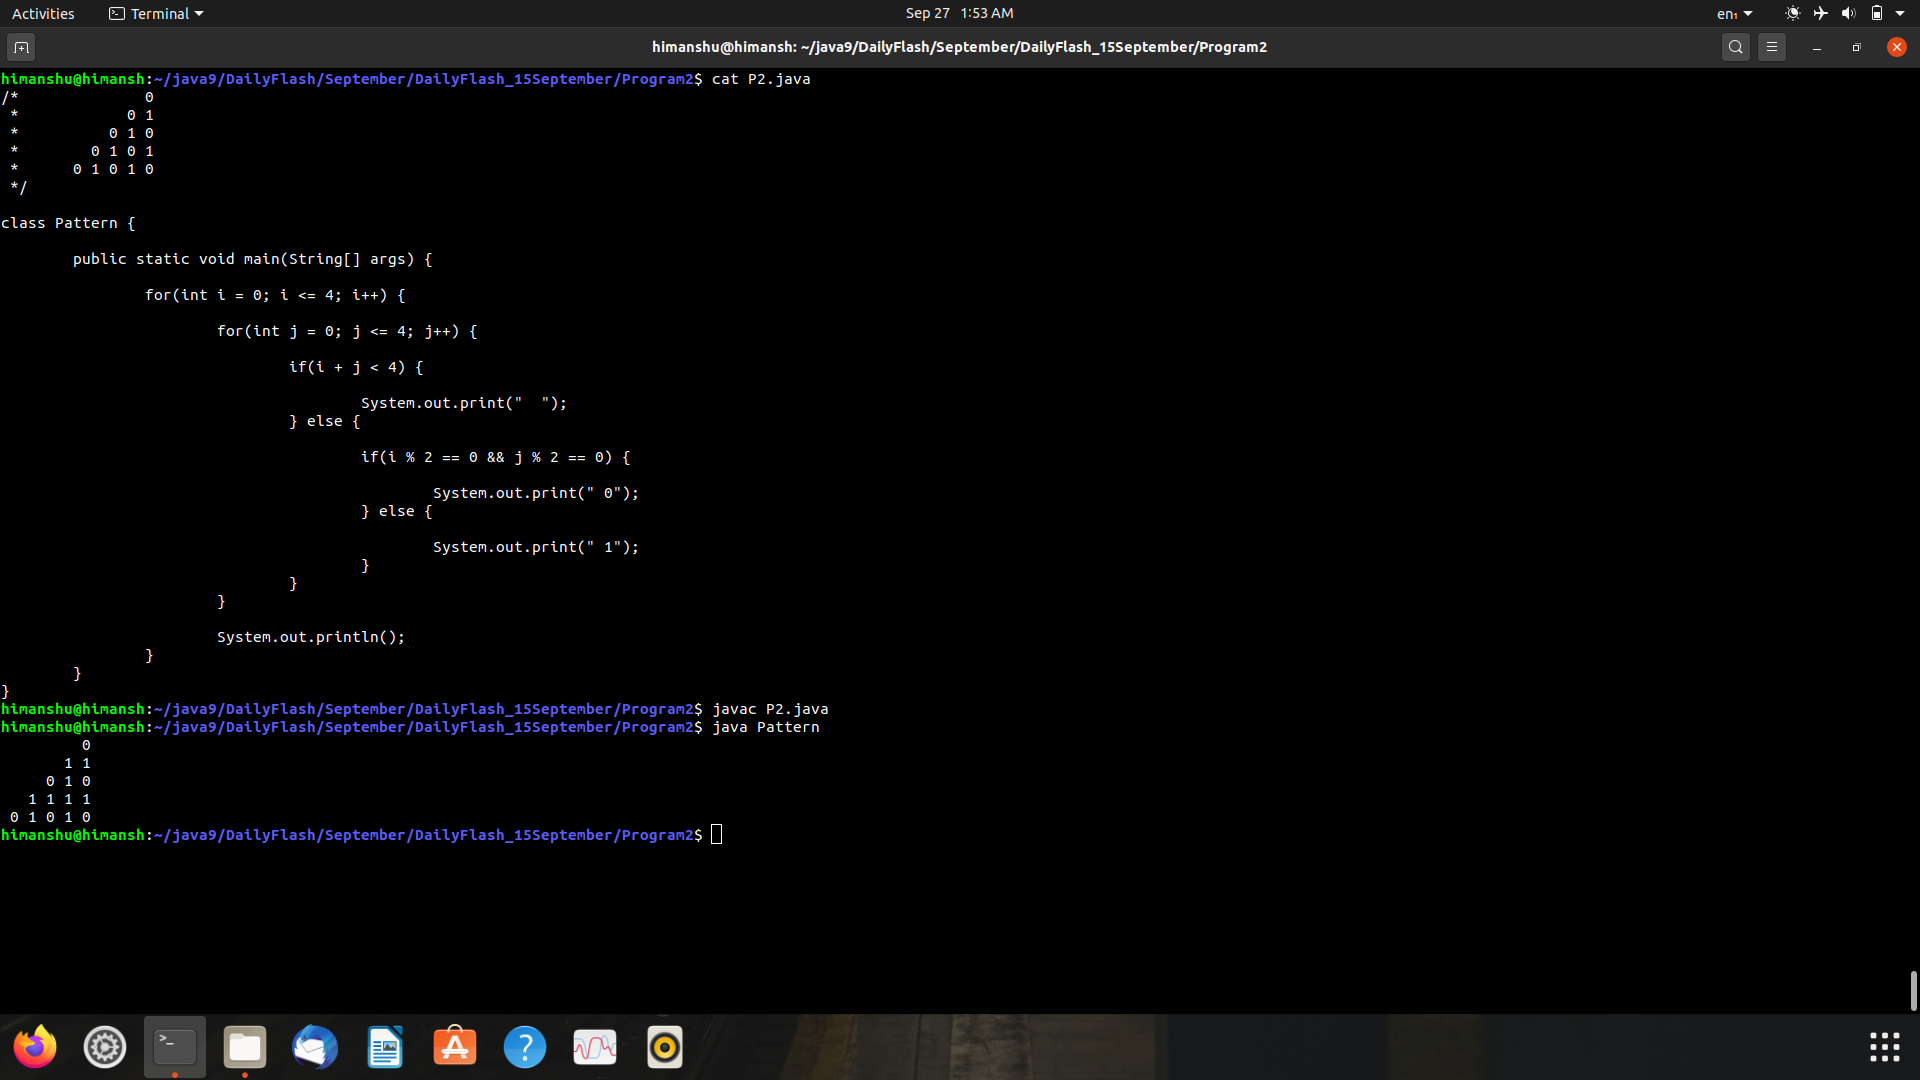 Activities Terminal Sep 27 1:53 AM en₁
himanshu@himansh: ~/java9/DailyFlash/September/DailyFlash_15September/Program2
himanshu@himansh:~/java9/DailyFlash/September/DailyFlash_15September/Program2$ cat P2.java
/*              0
 *            0 1
 *          0 1 0
 *        0 1 0 1
 *      0 1 0 1 0
 */
class Pattern {
        public static void main(String[] args) {
                for(int i = 0; i <= 4; i++) {
                        for(int j = 0; j <= 4; j++) {
                                if(i + j < 4) {
                                        System.out.print("  ");
                                } else {
                                        if(i % 2 == 0 && j % 2 == 0) {
                                                System.out.print(" 0");
                                        } else {
                                                System.out.print(" 1");
                                        }
                                }
                        }
                        System.out.println();
                }
        }
}
himanshu@himansh:~/java9/DailyFlash/September/DailyFlash_15September/Program2$ javac P2.java
himanshu@himansh:~/java9/DailyFlash/September/DailyFlash_15September/Program2$ java Pattern
         0
       1 1
     0 1 0
   1 1 1 1
 0 1 0 1 0
himanshu@himansh:~/java9/DailyFlash/September/DailyFlash_15September/Program2$